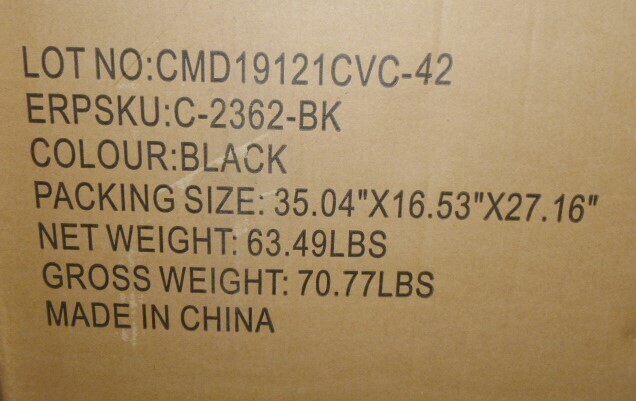 LOT NO:CMD19121CVC-42
ERPSKU:C-2362-BK
COLOUR:BLACK
PACKING SIZE: 35.04"X16.53"X27.16"
NET WEIGHT: 63.49LBS
GROSS WEIGHT: 70.77LBS
MADE IN CHINA